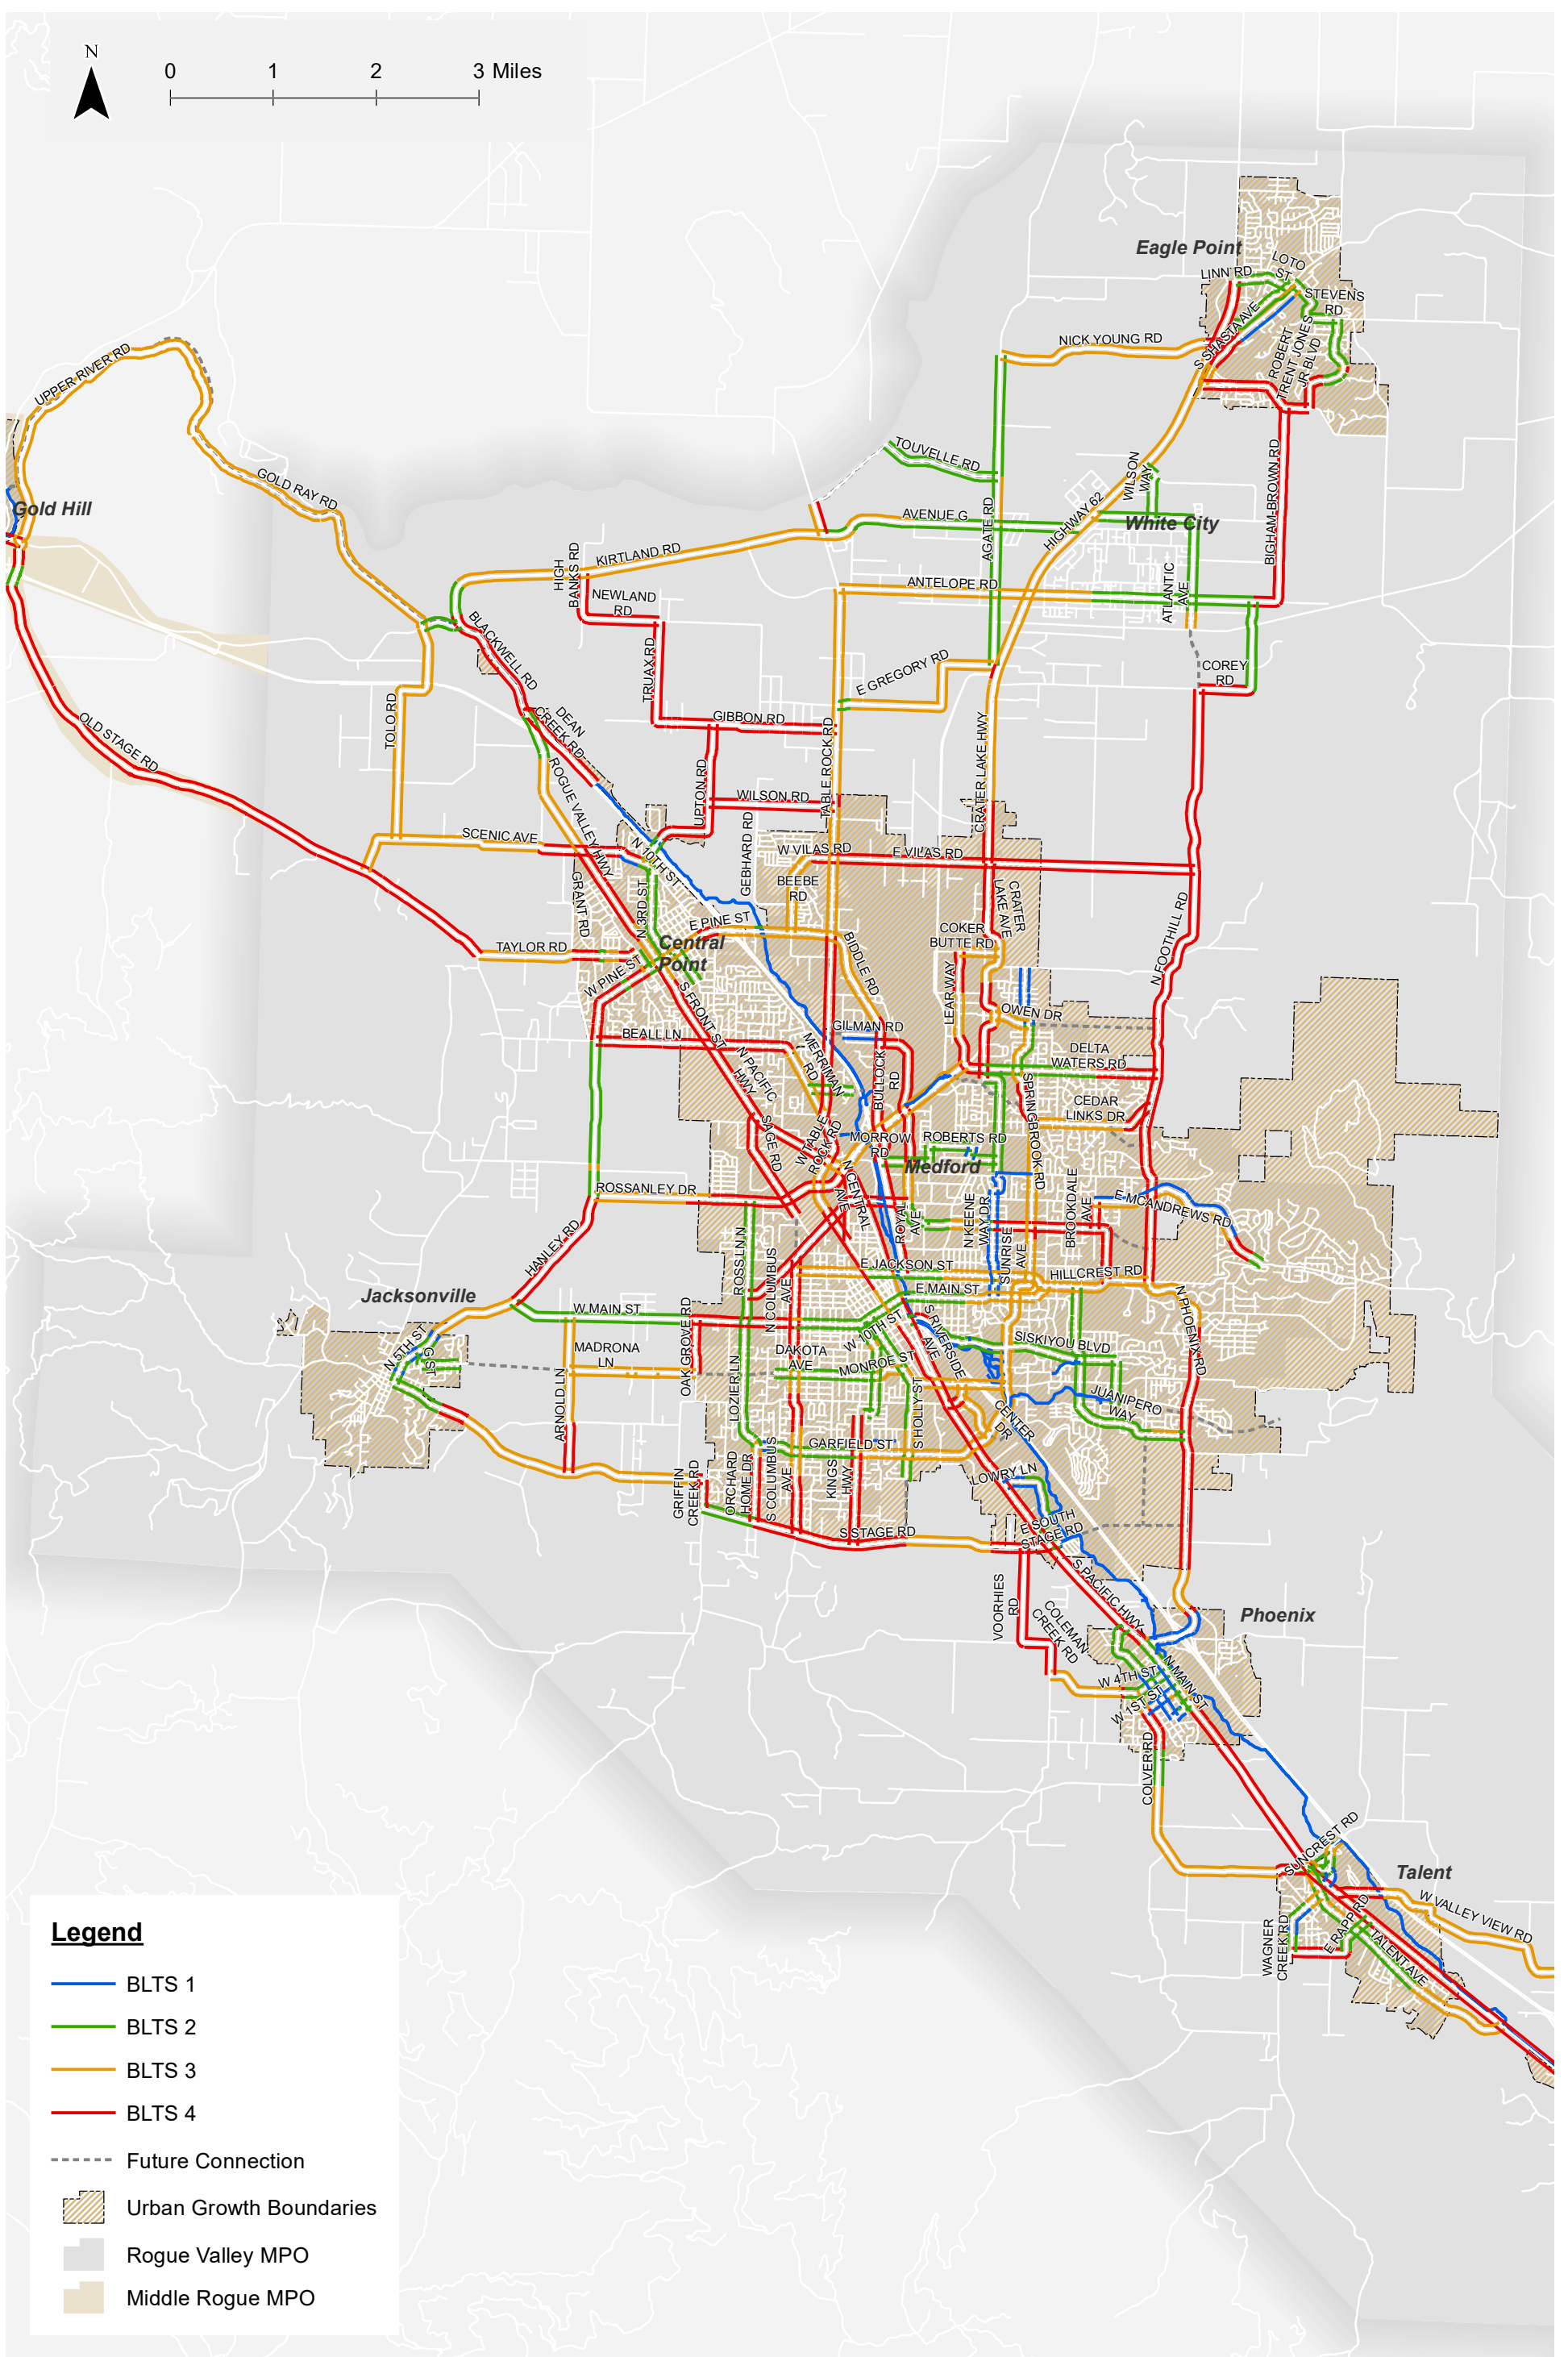 N
0 1 2 3 Miles
Eagle Point
LINN RD
LOTO
ST
STEVENS
RD
S SHASTA AVE
ROBERT
TRENT JONES
JR BLVD
NICK YOUNG RD
UPPER RIVER RD
GOLD RAY RD
Gold Hill
TOUVELLE RD
WILSON
WAY
BIGHAM-BROWN RD
AVENUE G
AGATE RD
HIGHWAY 62
White City
HIGH
BANKS RD
KIRTLAND RD
ANTELOPE RD
ATLANTIC
AVE
NEWLAND
RD
BLACKWELL RD
TRUAX RD
E GREGORY RD
COREY
RD
TOLO RD
OLD STAGE RD
DEAN
CREEK RD
GIBBON RD
TABLE ROCK RD
CRATER LAKE HWY
ROGUE VALLEY HWY
UPTON RD
WILSON RD
GEBHARD RD
SCENIC AVE
N 10TH ST
W VILAS RD
E VILAS RD
BEEBE
RD
GRANT RD
N 3RD ST
E PINE ST
CRATER
LAKE AVE
COKER
BUTTE RD
N FOOTHILL RD
TAYLOR RD
Central
Point
W PINE ST
BIDDLE RD
LEAR WAY
S FRONT ST
OWEN DR
GILMAN RD
BEALL LN
MERRIMAN
RD
N PACIFIC
HWY
BULLOCK
RD
DELTA
WATERS RD
SPRINGBROOK RD
CEDAR
LINKS DR
SAGE RD
W TABLE
ROCK RD
MORROW
RD
ROBERTS RD
Medford
ROSSANLEY DR
N CENTRAL
AVE
ROYAL
AVE
N KEENE
WAY DR
BROOKDALE
AVE
E MCANDREWS RD
HANLEY RD
ROSS LN N
N COLUMBUS
AVE
SUNRISE
AVE
E JACKSON ST
HILLCREST RD
Jacksonville
E MAIN ST
N PHOENIX RD
W MAIN ST
W 10TH ST
S RIVERSIDE
AVE
SISKIYOU BLVD
N 5TH ST
G ST
MADRONA
LN
OAK GROVE RD
DAKOTA
AVE
MONROE ST
LOZIER LN
ARNOLD LN
S HOLLY ST
CENTER
DR
JUANIPERO
WAY
GARFIELD ST
GRIFFIN
CREEK RD
ORCHARD
HOME DR
S COLUMBUS
AVE
KINGS
HWY
LOWRY LN
S STAGE RD
E SOUTH
STAGE RD
S PACIFIC HWY
VOORHIES
RD
COLEMAN
CREEK RD
Phoenix
W 4TH ST
N MAIN ST
W 1ST ST
COLVER RD
SUNCREST RD
Talent
W VALLEY VIEW RD
WAGNER
CREEK RD
E RAPP RD
TALENT AVE
Legend
BLTS 1
BLTS 2
BLTS 3
BLTS 4
Future Connection
Urban Growth Boundaries
Rogue Valley MPO
Middle Rogue MPO